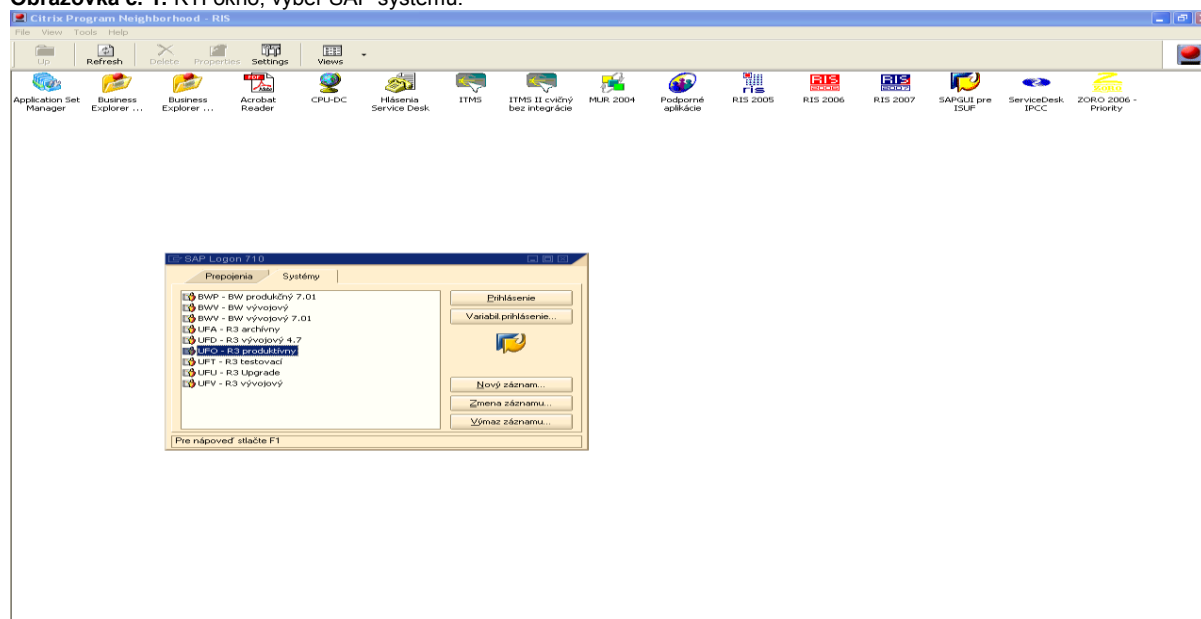 Obrazovka č. 1: R11 okno, výber SAP systému.
Citrix Program Neighborhood - RIS
File View Tools Help
Up Refresh Delete Properties Settings Views
Application Set Manager
Business Explorer ...
Business Explorer ...
Acrobat Reader
CPU-DC
Hlásenia Service Desk
ITMS
ITMS II cvičný bez integrácie
MUR 2004
Podporné aplikácie
RIS 2005
RIS 2006
RIS 2007
SAPGUI pre ISUF
ServiceDesk IPCC
ZORO 2006 - Priority
SAP Logon 710
Prepojenia Systémy
BWP - BW produkčný 7.01
BWV - BW vývojový
BWV - BW vývojový 7.01
UFA - R3 archívny
UFD - R3 vývojový 4.7
UFO - R3 produktívny
UFT - R3 testovací
UFU - R3 Upgrade
UFV - R3 vývojový
Prihlásenie
Variabil.prihlásenie...
Nový záznam...
Zmena záznamu...
Výmaz záznamu...
Pre nápoveď stlačte F1